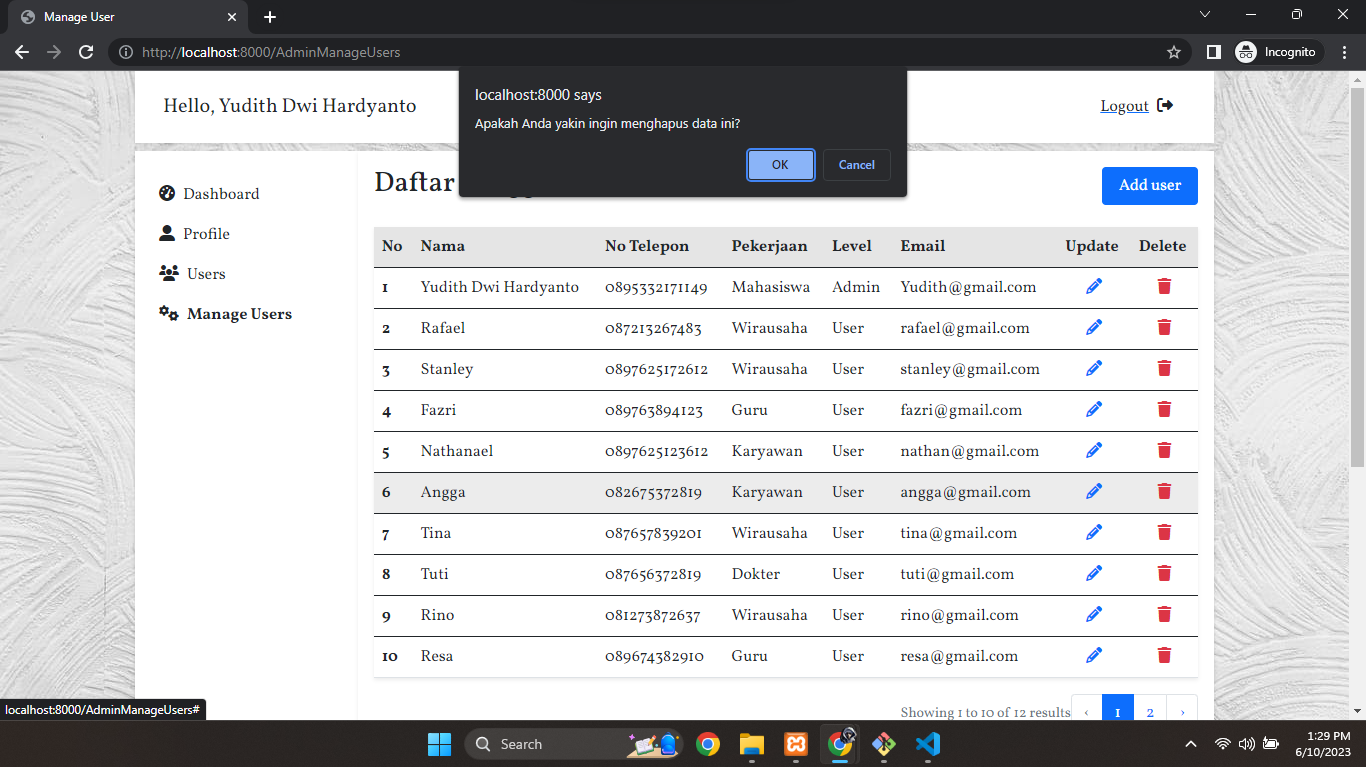 Manage User
http://localhost:8000/AdminManageUsers
Incognito
localhost:8000 says
Apakah Anda yakin ingin menghapus data ini?
OK Cancel
Hello, Yudith Dwi Hardyanto
Logout
Dashboard
Profile
Users
Manage Users
Daftar
Add user
No Nama No Telepon Pekerjaan Level Email Update Delete
1 Yudith Dwi Hardyanto 0895332171149 Mahasiswa Admin Yudith@gmail.com
2 Rafael 087213267483 Wirausaha User rafael@gmail.com
3 Stanley 0897625172612 Wirausaha User stanley@gmail.com
4 Fazri 089763894123 Guru User fazri@gmail.com
5 Nathanael 0897625123612 Karyawan User nathan@gmail.com
6 Angga 082675372819 Karyawan User angga@gmail.com
7 Tina 087657839201 Wirausaha User tina@gmail.com
8 Tuti 087656372819 Dokter User tuti@gmail.com
9 Rino 081273872637 Wirausaha User rino@gmail.com
10 Resa 089674382910 Guru User resa@gmail.com
Showing 1 to 10 of 12 results ‹ 1 2 ›
localhost:8000/AdminManageUsers#
Search
1:29 PM
6/10/2023